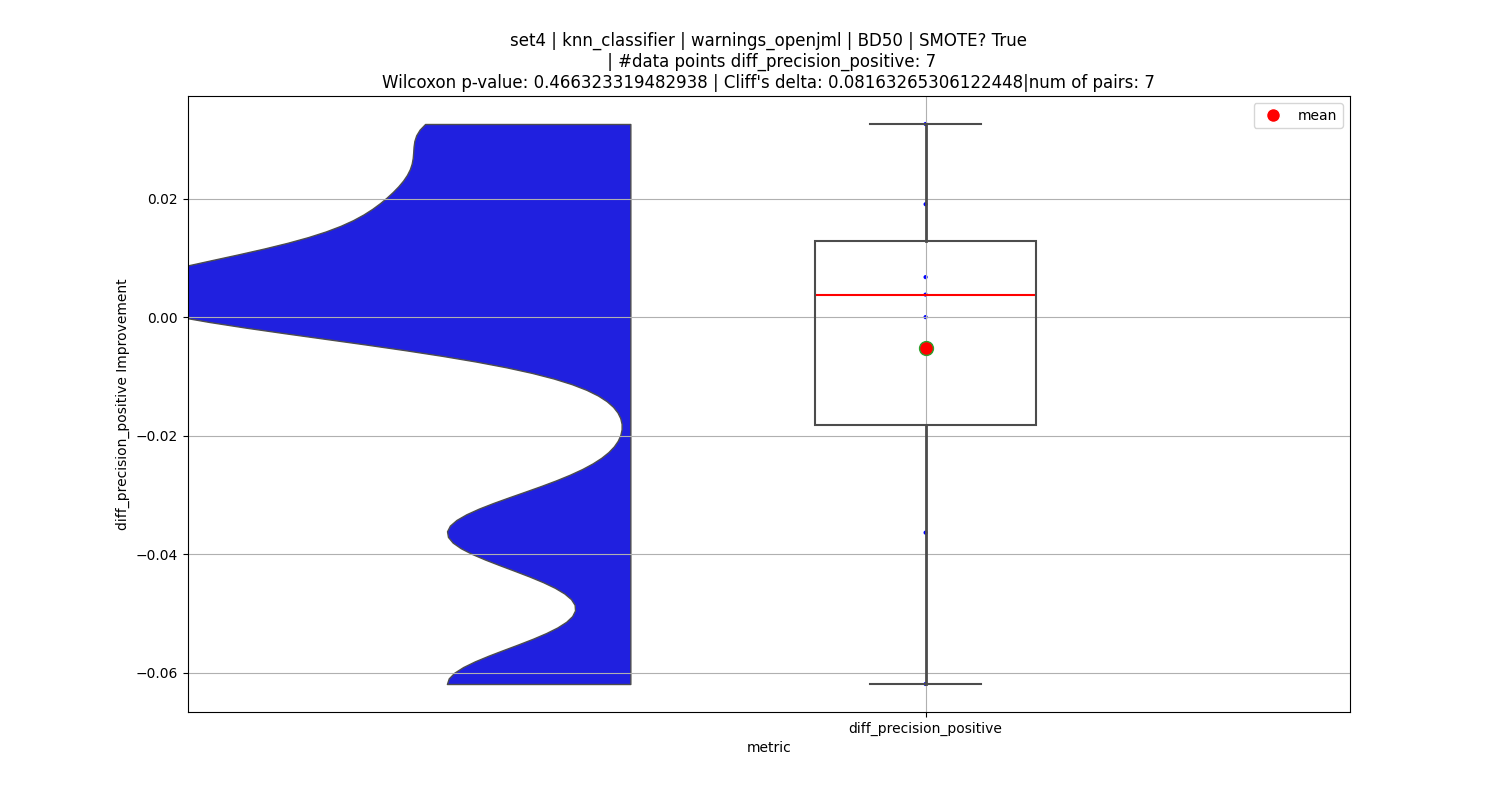 set4 | knn_classifier | warnings_openjml | BD50 | SMOTE? True
| #data points diff_precision_positive: 7
Wilcoxon p-value: 0.466323319482938 | Cliff's delta: 0.08163265306122448|num of pairs: 7
mean
diff_precision_positive Improvement
0.02
0.00
−0.02
−0.04
−0.06
diff_precision_positive
metric